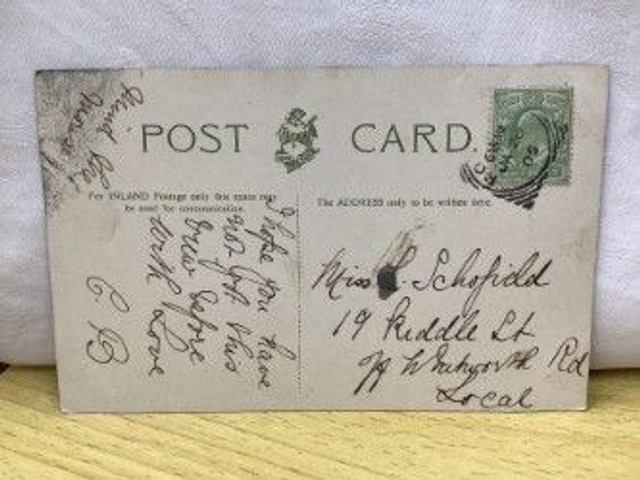 POST CARD.
For INLAND Postage only this space may
be used for communication.
The ADDRESS only to be written here.
I hope you have
not got this
view before
with Love
C B
Miss L. Schofield
19 Riddle St
off Whitworth Rd
Local